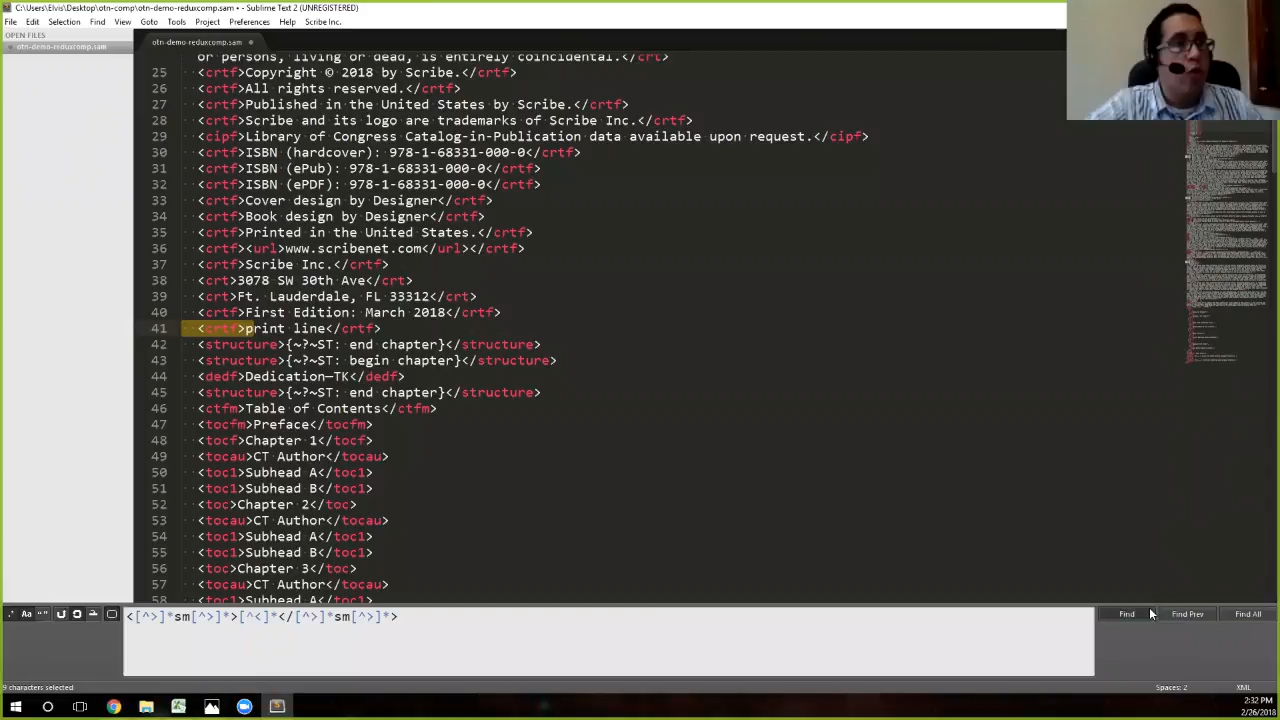 C:\Users\Elvis\Desktop\otn-comp\otn-demo-reduxcomp.sam • - Sublime Text 2 (UNREGISTERED)
File Edit Selection Find View Goto Tools Project Preferences Help Scribe Inc.
OPEN FILES
otn-demo-reduxcomp.sam
otn-demo-reduxcomp.sam
or persons, living or dead, is entirely coincidental.</crt>
25 <crtf>Copyright © 2018 by Scribe.</crtf>
26 <crtf>All rights reserved.</crtf>
27 <crtf>Published in the United States by Scribe.</crtf>
28 <crtf>Scribe and its logo are trademarks of Scribe Inc.</crtf>
29 <cipf>Library of Congress Catalog-in-Publication data available upon request.</cipf>
30 <crtf>ISBN (hardcover): 978-1-68331-000-0</crtf>
31 <crtf>ISBN (ePub): 978-1-68331-000-0</crtf>
32 <crtf>ISBN (ePDF): 978-1-68331-000-0</crtf>
33 <crtf>Cover design by Designer</crtf>
34 <crtf>Book design by Designer</crtf>
35 <crtf>Printed in the United States.</crtf>
36 <crtf><url>www.scribenet.com</url></crtf>
37 <crtf>Scribe Inc.</crtf>
38 <crt>3078 SW 30th Ave</crt>
39 <crt>Ft. Lauderdale, FL 33312</crt>
40 <crtf>First Edition: March 2018</crtf>
41 <crtf>print line</crtf>
42 <structure>{~?~ST: end chapter}</structure>
43 <structure>{~?~ST: begin chapter}</structure>
44 <dedf>Dedication—TK</dedf>
45 <structure>{~?~ST: end chapter}</structure>
46 <ctfm>Table of Contents</ctfm>
47 <tocfm>Preface</tocfm>
48 <tocf>Chapter 1</tocf>
49 <tocau>CT Author</tocau>
50 <toc1>Subhead A</toc1>
51 <toc1>Subhead B</toc1>
52 <toc>Chapter 2</toc>
53 <tocau>CT Author</tocau>
54 <toc1>Subhead A</toc1>
55 <toc1>Subhead B</toc1>
56 <toc>Chapter 3</toc>
57 <tocau>CT Author</tocau>
58 <toc1>Subhead A</toc1>
<[^>]*sm[^>]*>[^<]*</[^>]*sm[^>]*>
Find Find Prev Find All
9 characters selected
Spaces: 2 XML
2:32 PM
2/26/2018